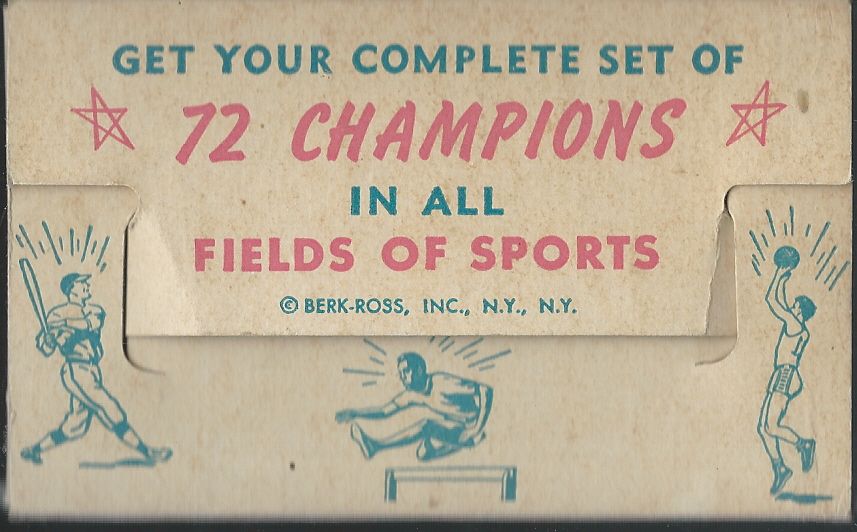 GET YOUR COMPLETE SET OF
72 CHAMPIONS
IN ALL
FIELDS OF SPORTS
© BERK-ROSS, INC., N.Y., N.Y.